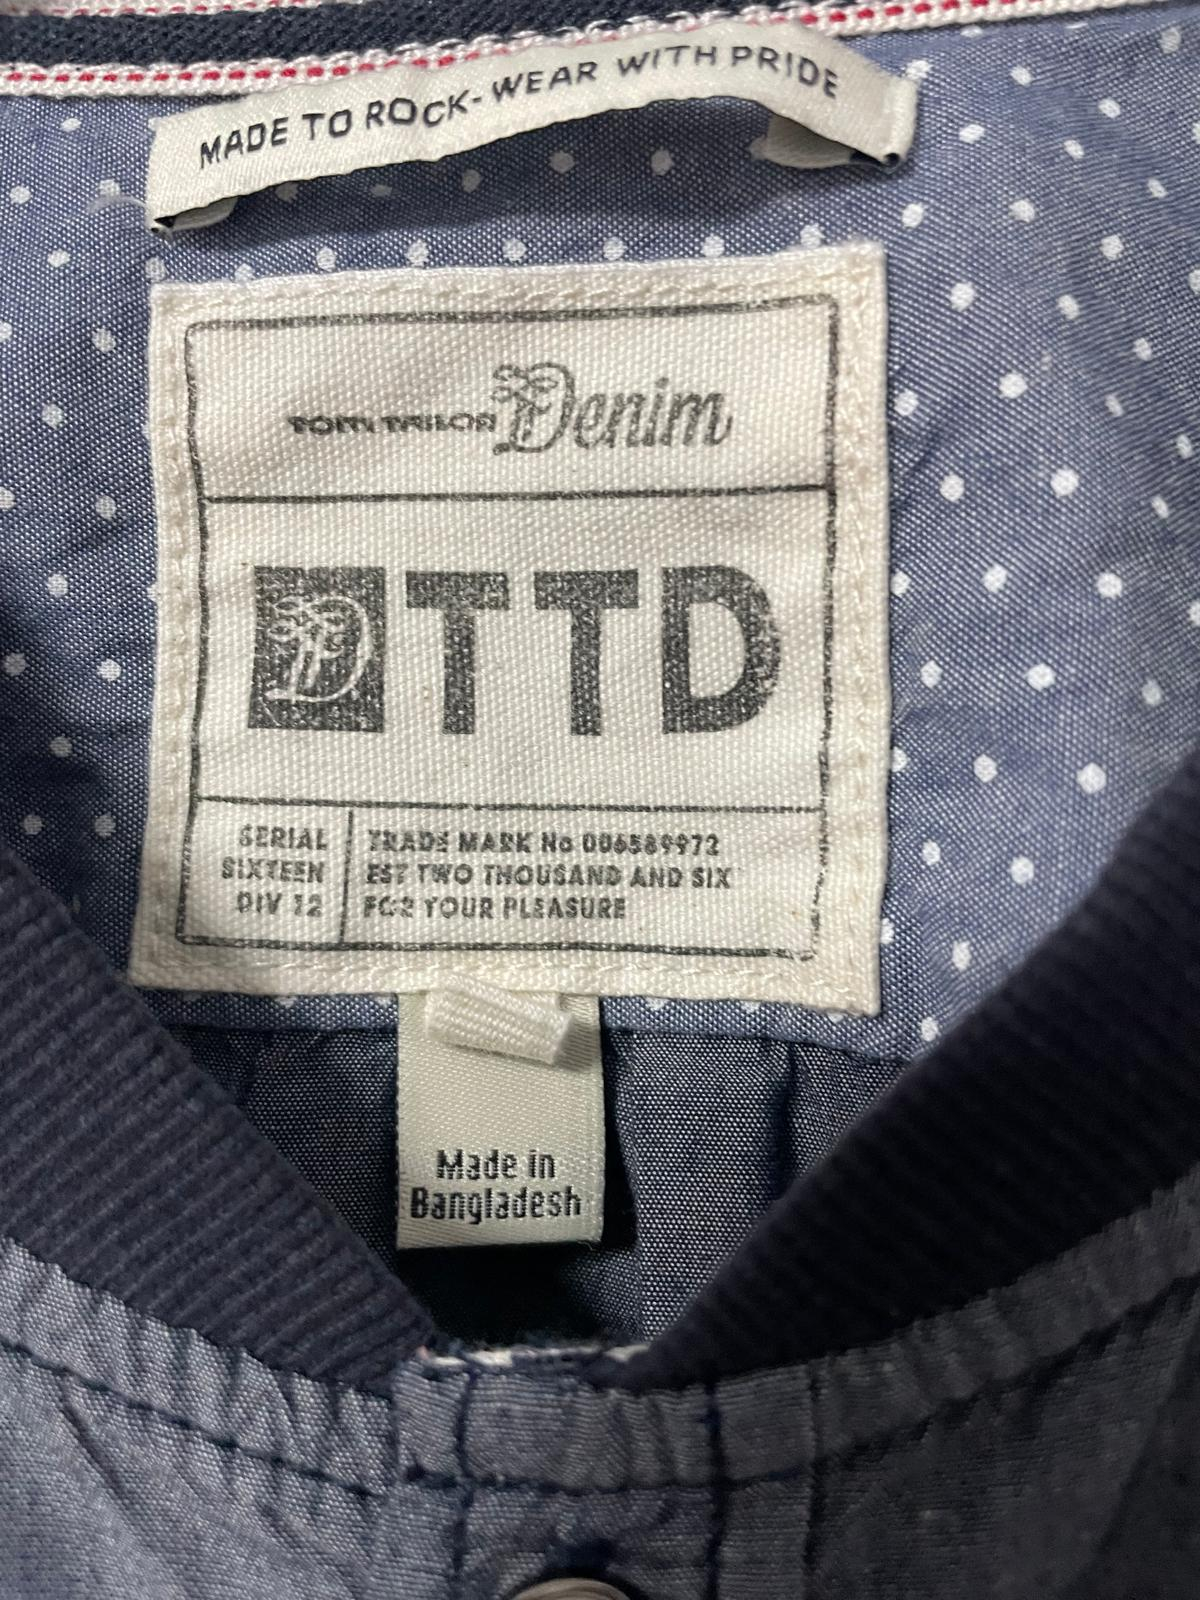 MADE TO ROCK-WEAR WITH PRIDE
TOM TAILOR Denim
D TTD
SERIAL
SIXTEEN
DIV 12
TRADE MARK No 006589972
EST TWO THOUSAND AND SIX
FOR YOUR PLEASURE
Made in
Bangladesh